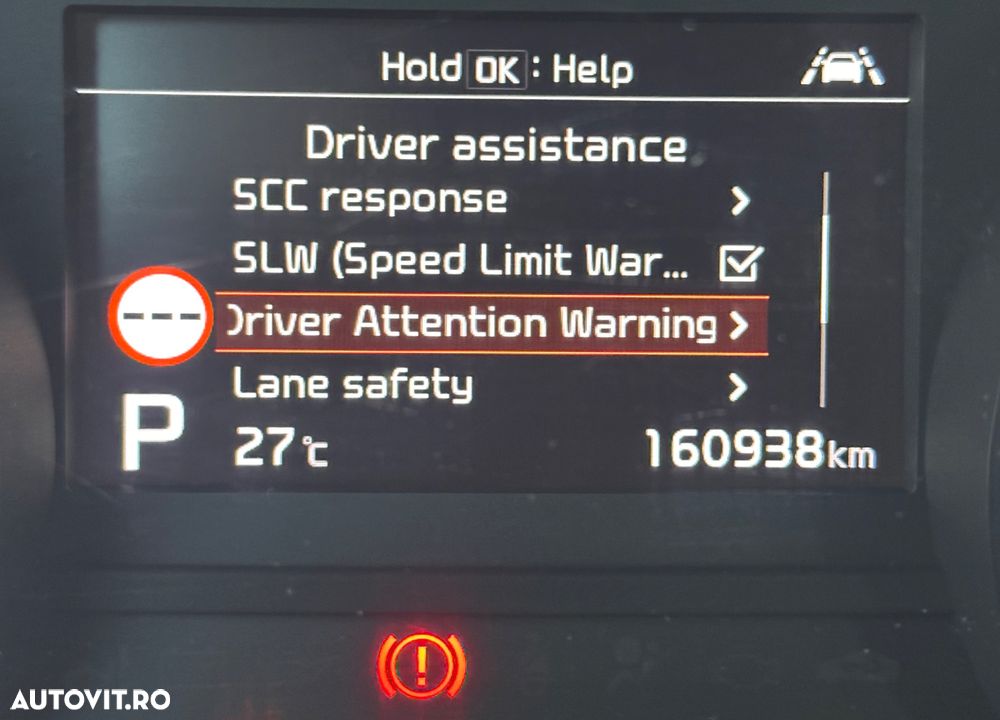 Hold OK : Help
Driver assistance
SCC response
SLW (Speed Limit War...
Driver Attention Warning
Lane safety
---
P
27°C
160938km
!
AUTOVIT.RO